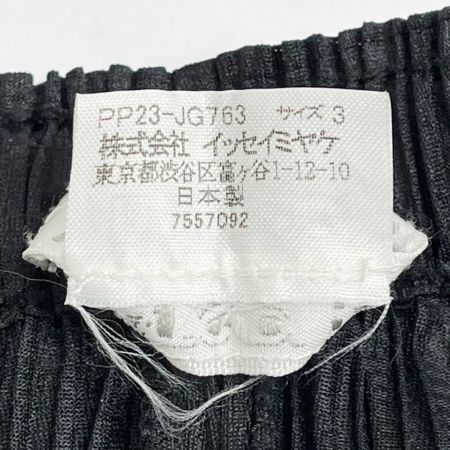 PP23-JG763 サイズ 3
株式会社 イッセイミヤケ
東京都渋谷区富ヶ谷1-12-10
日本製
7557092